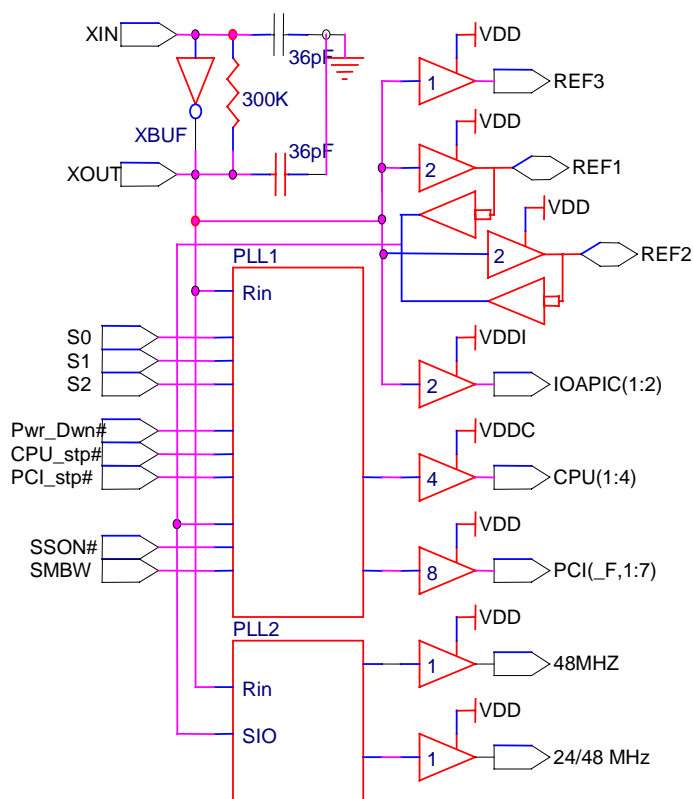 XIN
36pF
300K
XBUF
36pF
XOUT
VDD
1
REF3
VDD
2
REF1
VDD
2
REF2
PLL1
Rin
S0
S1
S2
VDDI
2
IOAPIC(1:2)
Pwr_Dwn#
CPU_stp#
PCI_stp#
VDDC
4
CPU(1:4)
SSON#
SMBW
VDD
8
PCI(_F,1:7)
PLL2
Rin
SIO
VDD
1
48MHZ
VDD
1
24/48 MHz